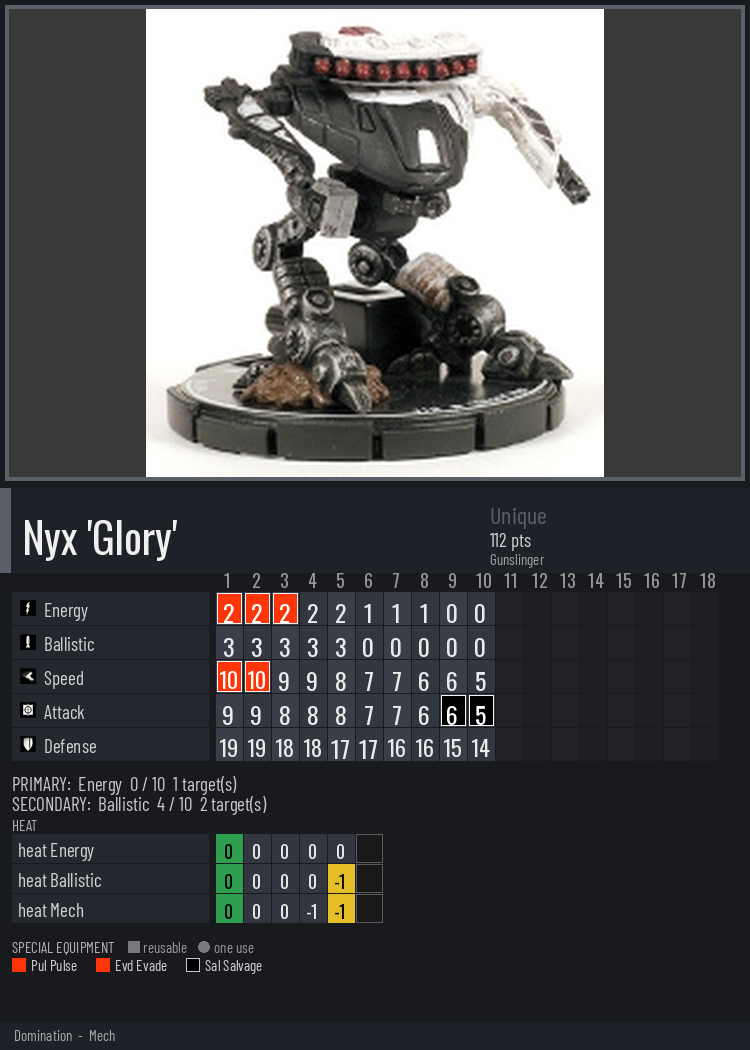 Nyx 'Glory'
Unique
112 pts
Gunslinger
1 2 3 4 5 6 7 8 9 10 11 12 13 14 15 16 17 18
Energy 2 2 2 2 2 1 1 1 0 0
Ballistic 3 3 3 3 3 0 0 0 0 0
Speed 10 10 9 9 8 7 7 6 6 5
Attack 9 9 8 8 8 7 7 6 6 5
Defense 19 19 18 18 17 17 16 16 15 14
PRIMARY: Energy 0 / 10 1 target(s)
SECONDARY: Ballistic 4 / 10 2 target(s)
HEAT
heat Energy 0 0 0 0 0
heat Ballistic 0 0 0 0 -1
heat Mech 0 0 0 -1 -1
SPECIAL EQUIPMENT reusable one use
Pul Pulse Evd Evade Sal Salvage
Domination - Mech